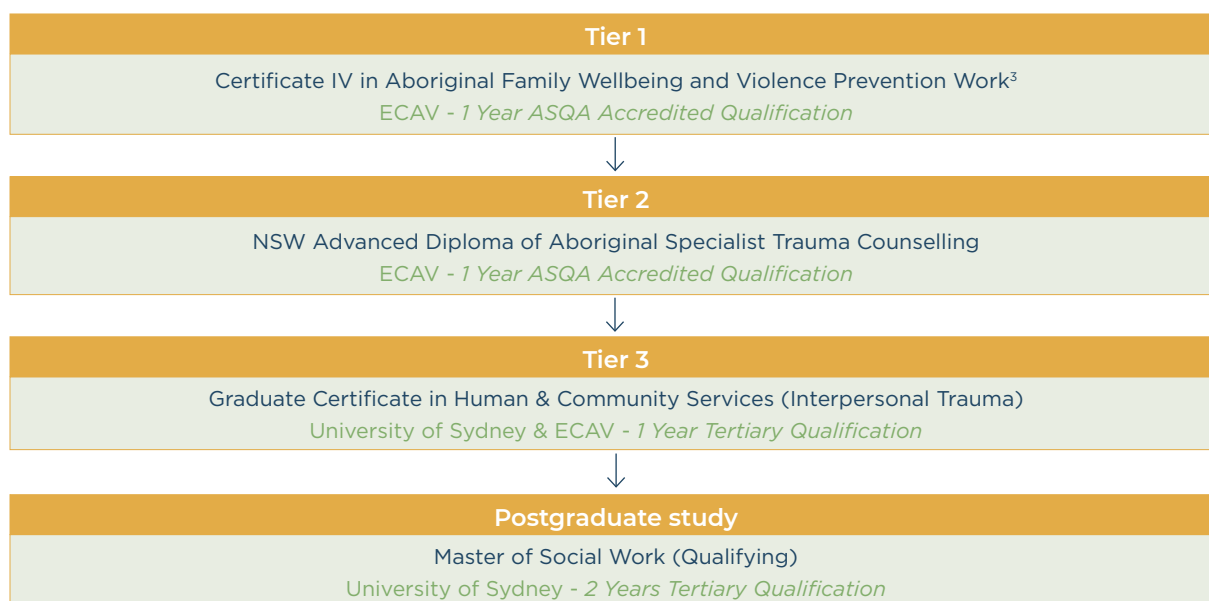 Tier 1
Certificate IV in Aboriginal Family Wellbeing and Violence Prevention Work³
ECAV - 1 Year ASQA Accredited Qualification
Tier 2
NSW Advanced Diploma of Aboriginal Specialist Trauma Counselling
ECAV - 1 Year ASQA Accredited Qualification
Tier 3
Graduate Certificate in Human & Community Services (Interpersonal Trauma)
University of Sydney & ECAV - 1 Year Tertiary Qualification
Postgraduate study
Master of Social Work (Qualifying)
University of Sydney - 2 Years Tertiary Qualification